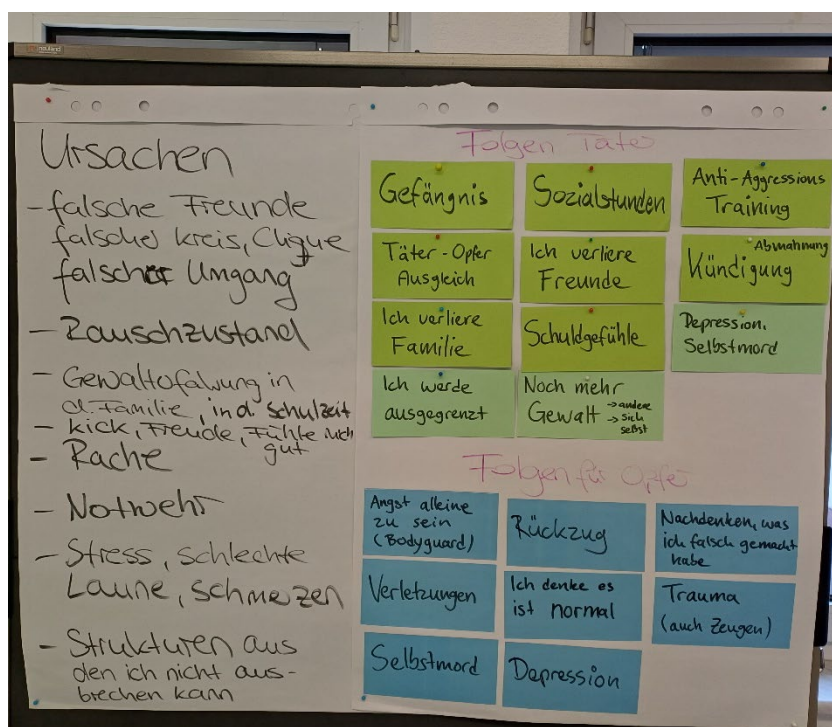 Ursachen
- falsche Freunde
falscher Kreis, Clique
falscher Umgang
- Rauschzustand
- Gewaltofahrung in
d. Familie, in d. Schulzeit
- Kick, Freude, Fühle mich
gut
- Rache
- Notwehr
- Stress, schlechte
Laune, Schmerzen
- Strukturen aus
den ich nicht aus-
brechen kann
Folgen Täter
Gefängnis
Sozialstunden
Anti-Aggressions
Training
Täter-Opfer
Ausgleich
Ich verliere
Freunde
Abmahnung
Kündigung
Ich verliere
Familie
Schuldgefühle
Depression,
Selbstmord
Ich werde
ausgegrenzt
Noch mehr
Gewalt → andere
→ sich
selbst
Folgen für Opfer
Angst alleine
zu sein
(Bodyguard)
Rückzug
Nachdenken, was
ich falsch gemacht
habe
Verletzungen
Ich denke es
ist normal
Trauma
(auch Zeugen)
Selbstmord
Depression